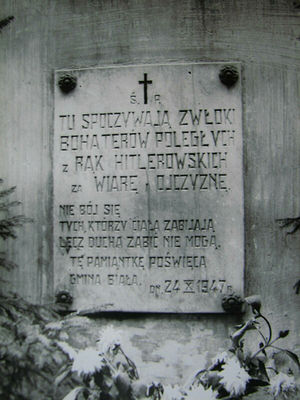 Ś. P.
TU SPOCZYWAJĄ ZWŁOKI
BOHATERÓW POLEGŁYCH
Z RĄK HITLEROWSKICH
ZA WIARĘ I OJCZYZNĘ.
NIE BÓJ SIĘ
TYCH, KTÓRZY CIAŁA ZABIJAJĄ
LECZ DUCHA ZABIĆ NIE MOGĄ.
TĘ PAMIĄTKĘ POŚWIĘCA
GMINA BIAŁA. DN. 24 X 1947 R.